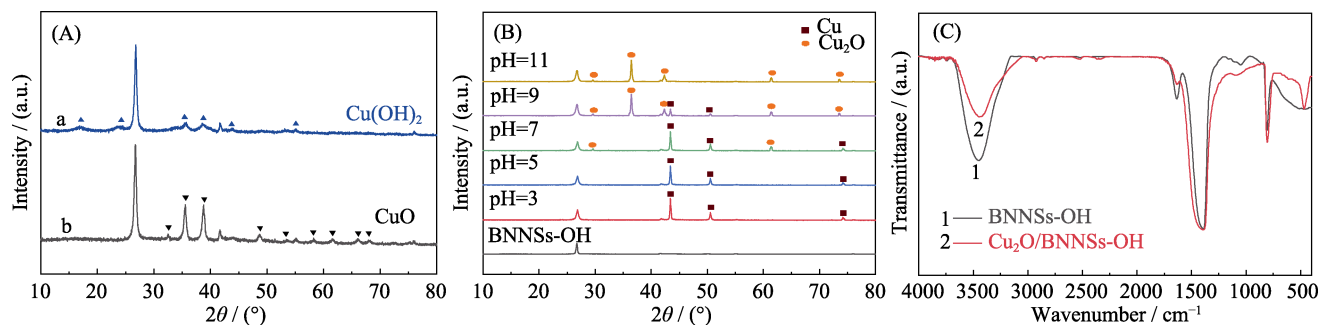 (A)
a
Cu(OH)₂
b
CuO
Intensity / (a.u.)
10 20 30 40 50 60 70 80
2θ / (°)
(B)
Cu
Cu₂O
pH=11
pH=9
pH=7
pH=5
pH=3
BNNSs-OH
Intensity / (a.u.)
10 20 30 40 50 60 70 80
2θ / (°)
(C)
2
1
1 BNNSs-OH
2 Cu₂O/BNNSs-OH
Transmittance / (a.u.)
4000 3500 3000 2500 2000 1500 1000 500
Wavenumber / cm⁻¹